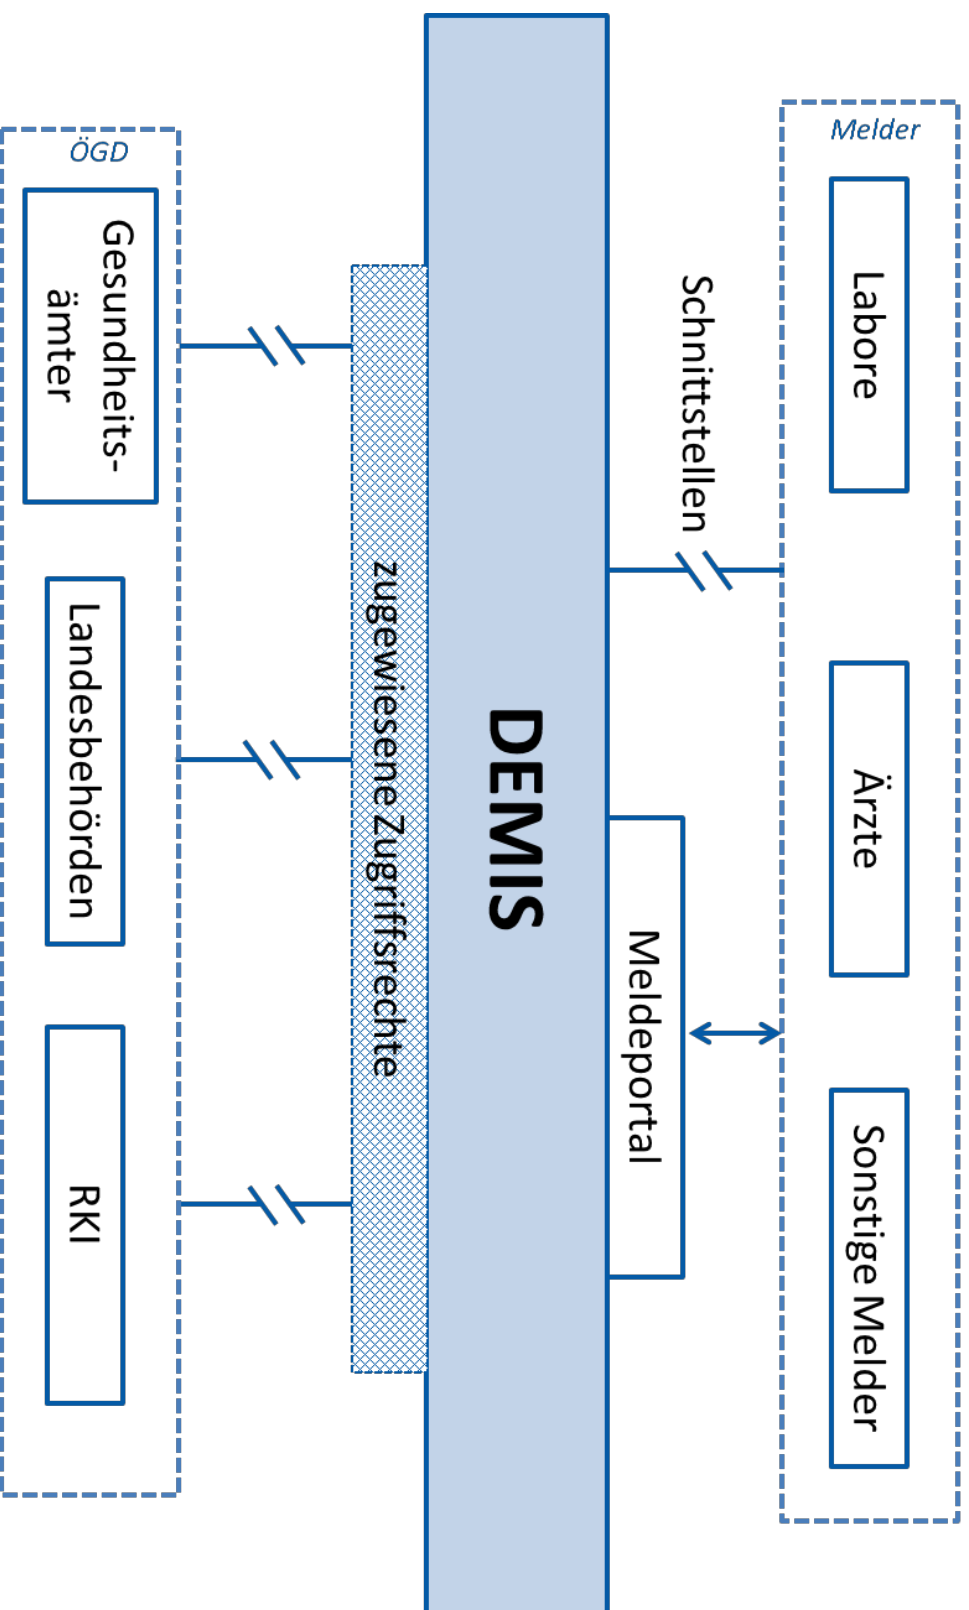 Melder
Labore
Ärzte
Sonstige Melder
Schnittstellen
Meldeportal
DEMIS
zugewiesene Zugriffsrechte
ÖGD
Gesundheits-
ämter
Landesbehörden
RKI